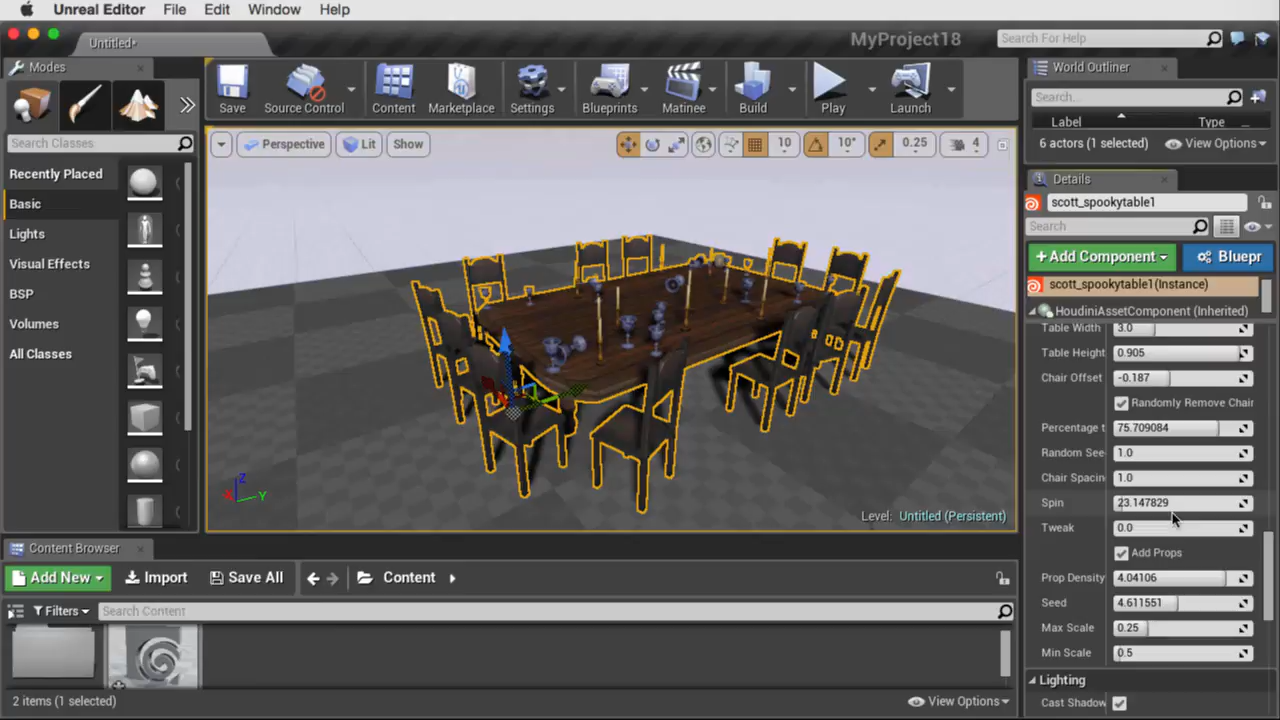 Unreal Editor File Edit Window Help
Untitled*
MyProject18
Search For Help
Modes
Save
Source Control
Content
Marketplace
Settings
Blueprints
Matinee
Build
Play
Launch
Search Classes
Recently Placed
Basic
Lights
Visual Effects
BSP
Volumes
All Classes
Perspective
Lit
Show
10
10°
0.25
4
X
Y
Z
Level: Untitled (Persistent)
World Outliner
Search...
Label Type
6 actors (1 selected)
View Options
Details
scott_spookytable1
Search
+ Add Component
Bluepr
scott_spookytable1(Instance)
HoudiniAssetComponent (Inherited)
Table Width 3.0
Table Height 0.905
Chair Offset -0.187
Randomly Remove Chair
Percentage t 75.709084
Random See 1.0
Chair Spacin 1.0
Spin 23.147829
Tweak 0.0
Add Props
Prop Density 4.04106
Seed 4.611551
Max Scale 0.25
Min Scale 0.5
Lighting
Cast Shadow
Content Browser
Add New
Import
Save All
Content
Filters
Search Content
2 items (1 selected)
View Options